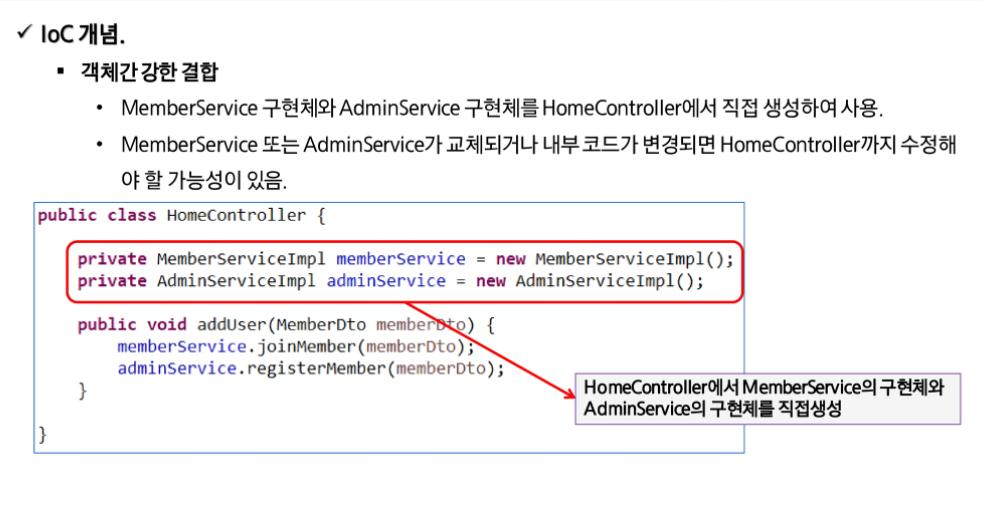 ✓ IoC 개념.
▪ 객체간 강한 결합
• MemberService 구현체와 AdminService 구현체를 HomeController에서 직접 생성하여 사용.
• MemberService 또는 AdminService가 교체되거나 내부 코드가 변경되면 HomeController까지 수정해
야 할 가능성이 있음.
public class HomeController {
private MemberServiceImpl memberService = new MemberServiceImpl();
private AdminServiceImpl adminService = new AdminServiceImpl();
public void addUser(MemberDto memberDto) {
memberService.joinMember(memberDto);
adminService.registerMember(memberDto);
}
}
HomeController에서 MemberService의 구현체와
AdminService의 구현체를 직접생성